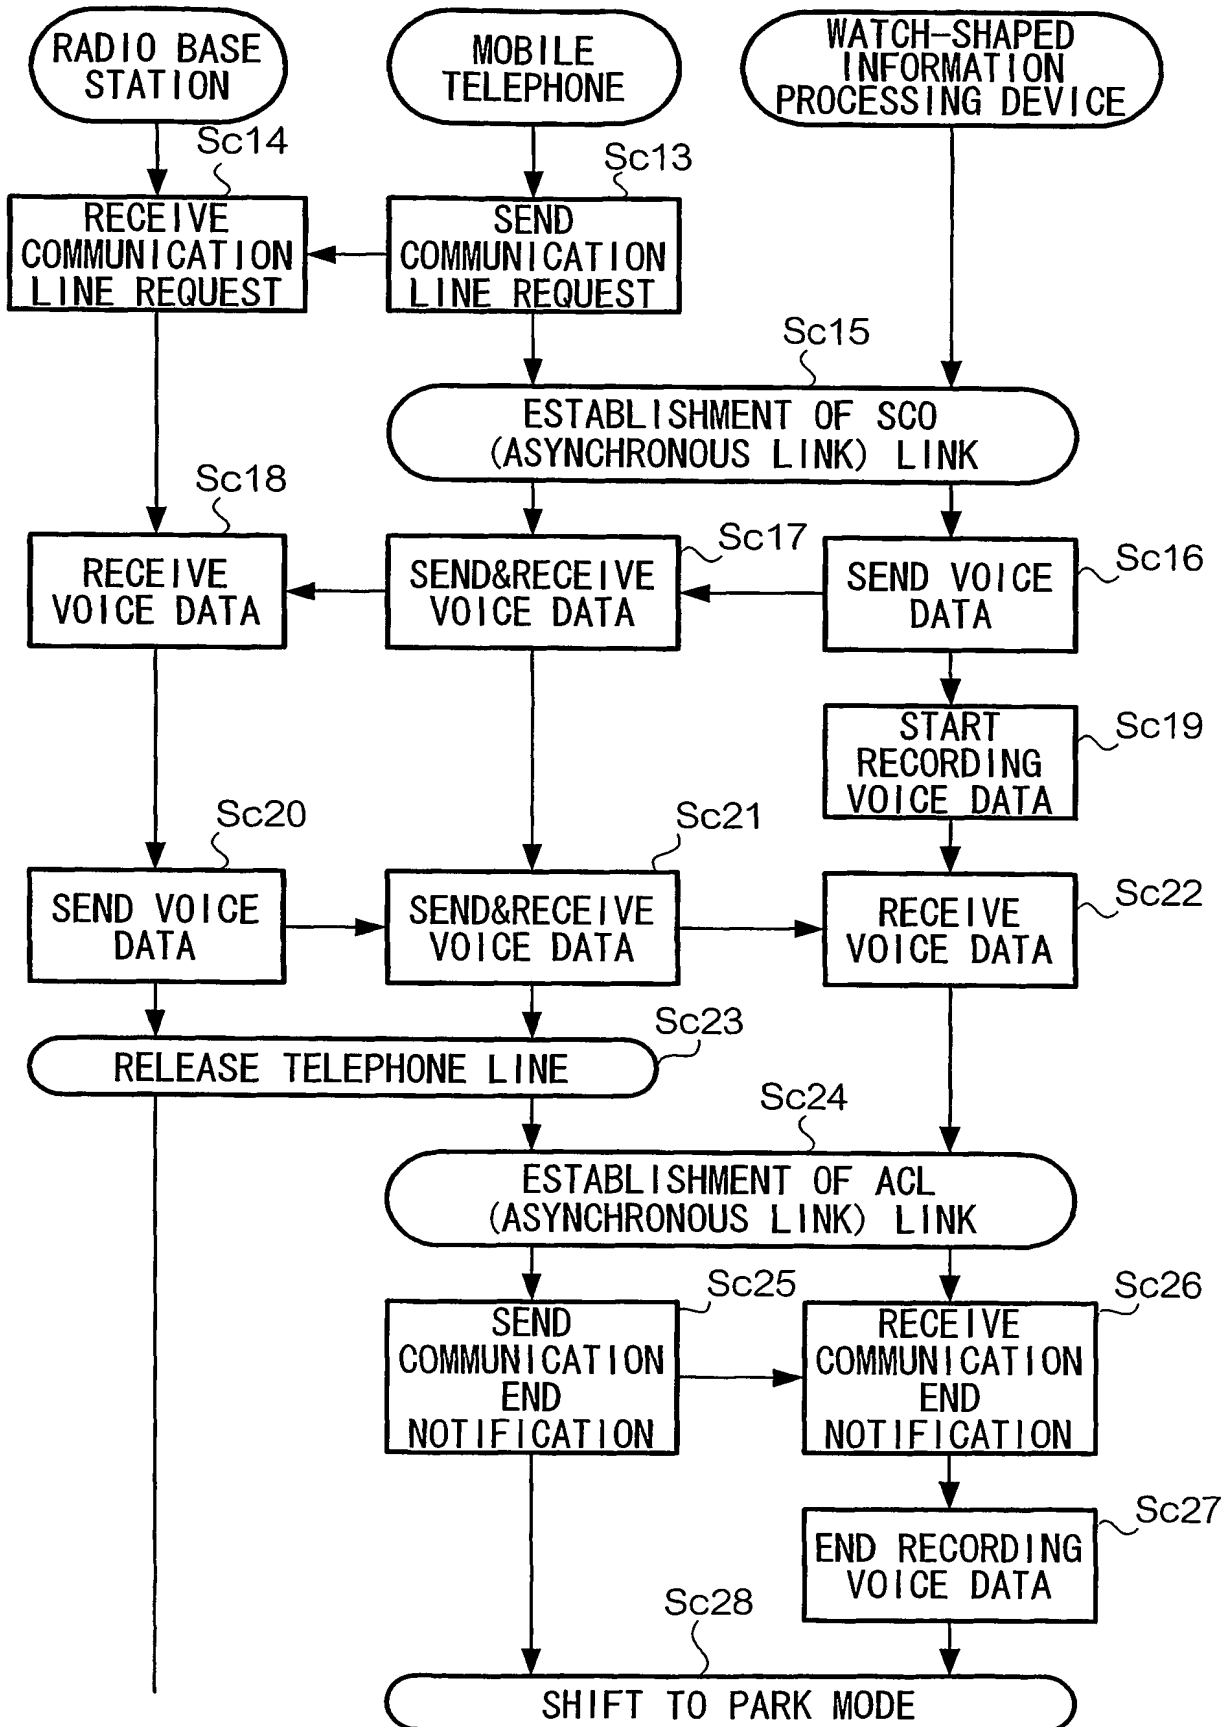 RADIO BASE
STATION
MOBILE
TELEPHONE
WATCH-SHAPED
INFORMATION
PROCESSING DEVICE
Sc14
Sc13
RECEIVE
COMMUNICATION
LINE REQUEST
SEND
COMMUNICATION
LINE REQUEST
Sc15
ESTABLISHMENT OF SCO
(ASYNCHRONOUS LINK) LINK
Sc18
Sc17
Sc16
RECEIVE
VOICE DATA
SEND&RECEIVE
VOICE DATA
SEND VOICE
DATA
Sc19
START
RECORDING
VOICE DATA
Sc20
Sc21
Sc22
SEND VOICE
DATA
SEND&RECEIVE
VOICE DATA
RECEIVE
VOICE DATA
Sc23
RELEASE TELEPHONE LINE
Sc24
ESTABLISHMENT OF ACL
(ASYNCHRONOUS LINK) LINK
Sc25
Sc26
SEND
COMMUNICATION
END
NOTIFICATION
RECEIVE
COMMUNICATION
END
NOTIFICATION
Sc27
END RECORDING
VOICE DATA
Sc28
SHIFT TO PARK MODE